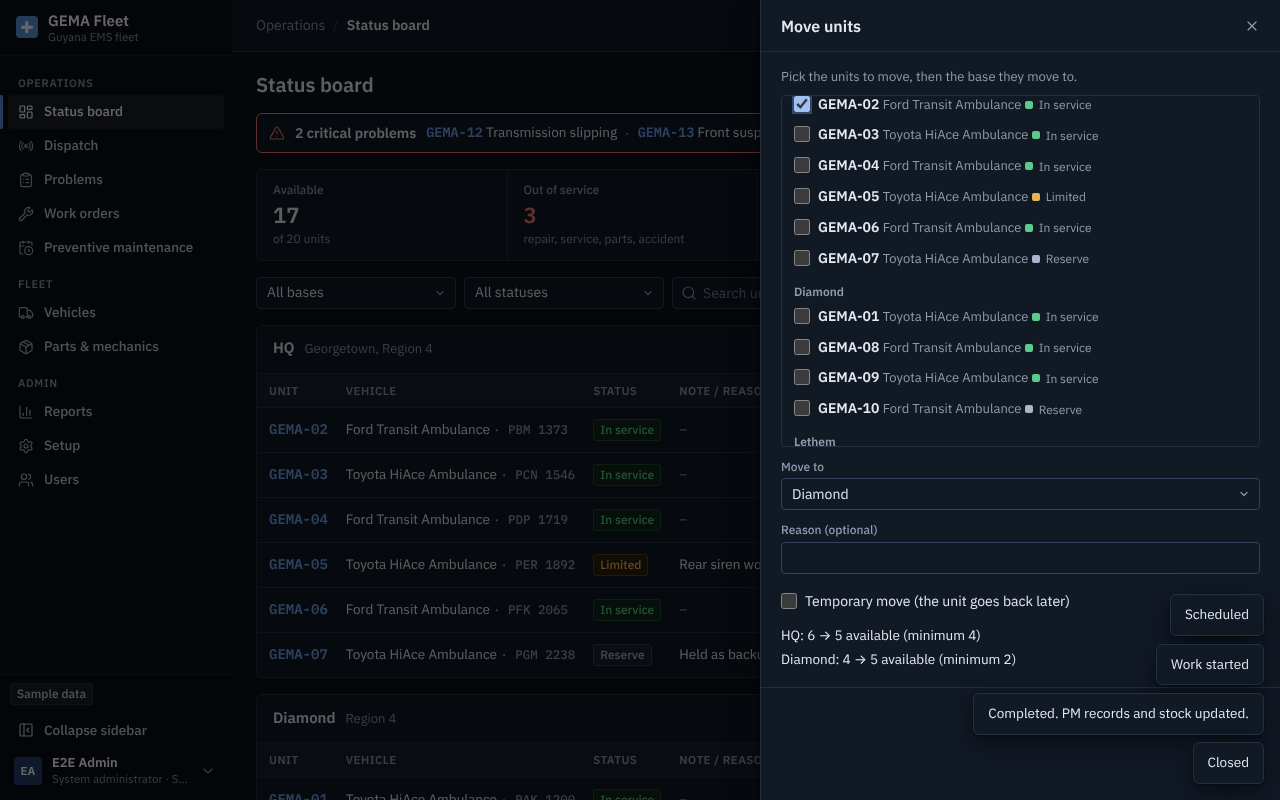 GEMA Fleet
Guyana EMS fleet
OPERATIONS
Status board
Dispatch
Problems
Work orders
Preventive maintenance
FLEET
Vehicles
Parts & mechanics
ADMIN
Reports
Setup
Users
Sample data
Collapse sidebar
EA
E2E Admin
System administrator · S...
Operations / Status board
Status board
2 critical problems GEMA-12 Transmission slipping · GEMA-13 Front susp
Available
17
of 20 units
Out of service
3
repair, service, parts, accident
All bases
All statuses
Search u
HQ Georgetown, Region 4
UNIT VEHICLE STATUS NOTE / REASO
GEMA-02 Ford Transit Ambulance · PBM 1373 In service –
GEMA-03 Toyota HiAce Ambulance · PCN 1546 In service –
GEMA-04 Ford Transit Ambulance · PDP 1719 In service –
GEMA-05 Toyota HiAce Ambulance · PER 1892 Limited Rear siren wo
GEMA-06 Ford Transit Ambulance · PFK 2065 In service –
GEMA-07 Toyota HiAce Ambulance · PGM 2238 Reserve Held as backu
Diamond Region 4
UNIT VEHICLE STATUS NOTE / REASO
GEMA-01 Toyota HiAce Ambulance · PAK 1200 In service
Move units
Pick the units to move, then the base they move to.
GEMA-02 Ford Transit Ambulance In service
GEMA-03 Toyota HiAce Ambulance In service
GEMA-04 Ford Transit Ambulance In service
GEMA-05 Toyota HiAce Ambulance Limited
GEMA-06 Ford Transit Ambulance In service
GEMA-07 Toyota HiAce Ambulance Reserve
Diamond
GEMA-01 Toyota HiAce Ambulance In service
GEMA-08 Ford Transit Ambulance In service
GEMA-09 Toyota HiAce Ambulance In service
GEMA-10 Ford Transit Ambulance Reserve
Lethem
Move to
Diamond
Reason (optional)
Temporary move (the unit goes back later)
HQ: 6 → 5 available (minimum 4)
Diamond: 4 → 5 available (minimum 2)
Scheduled
Work started
Completed. PM records and stock updated.
Closed